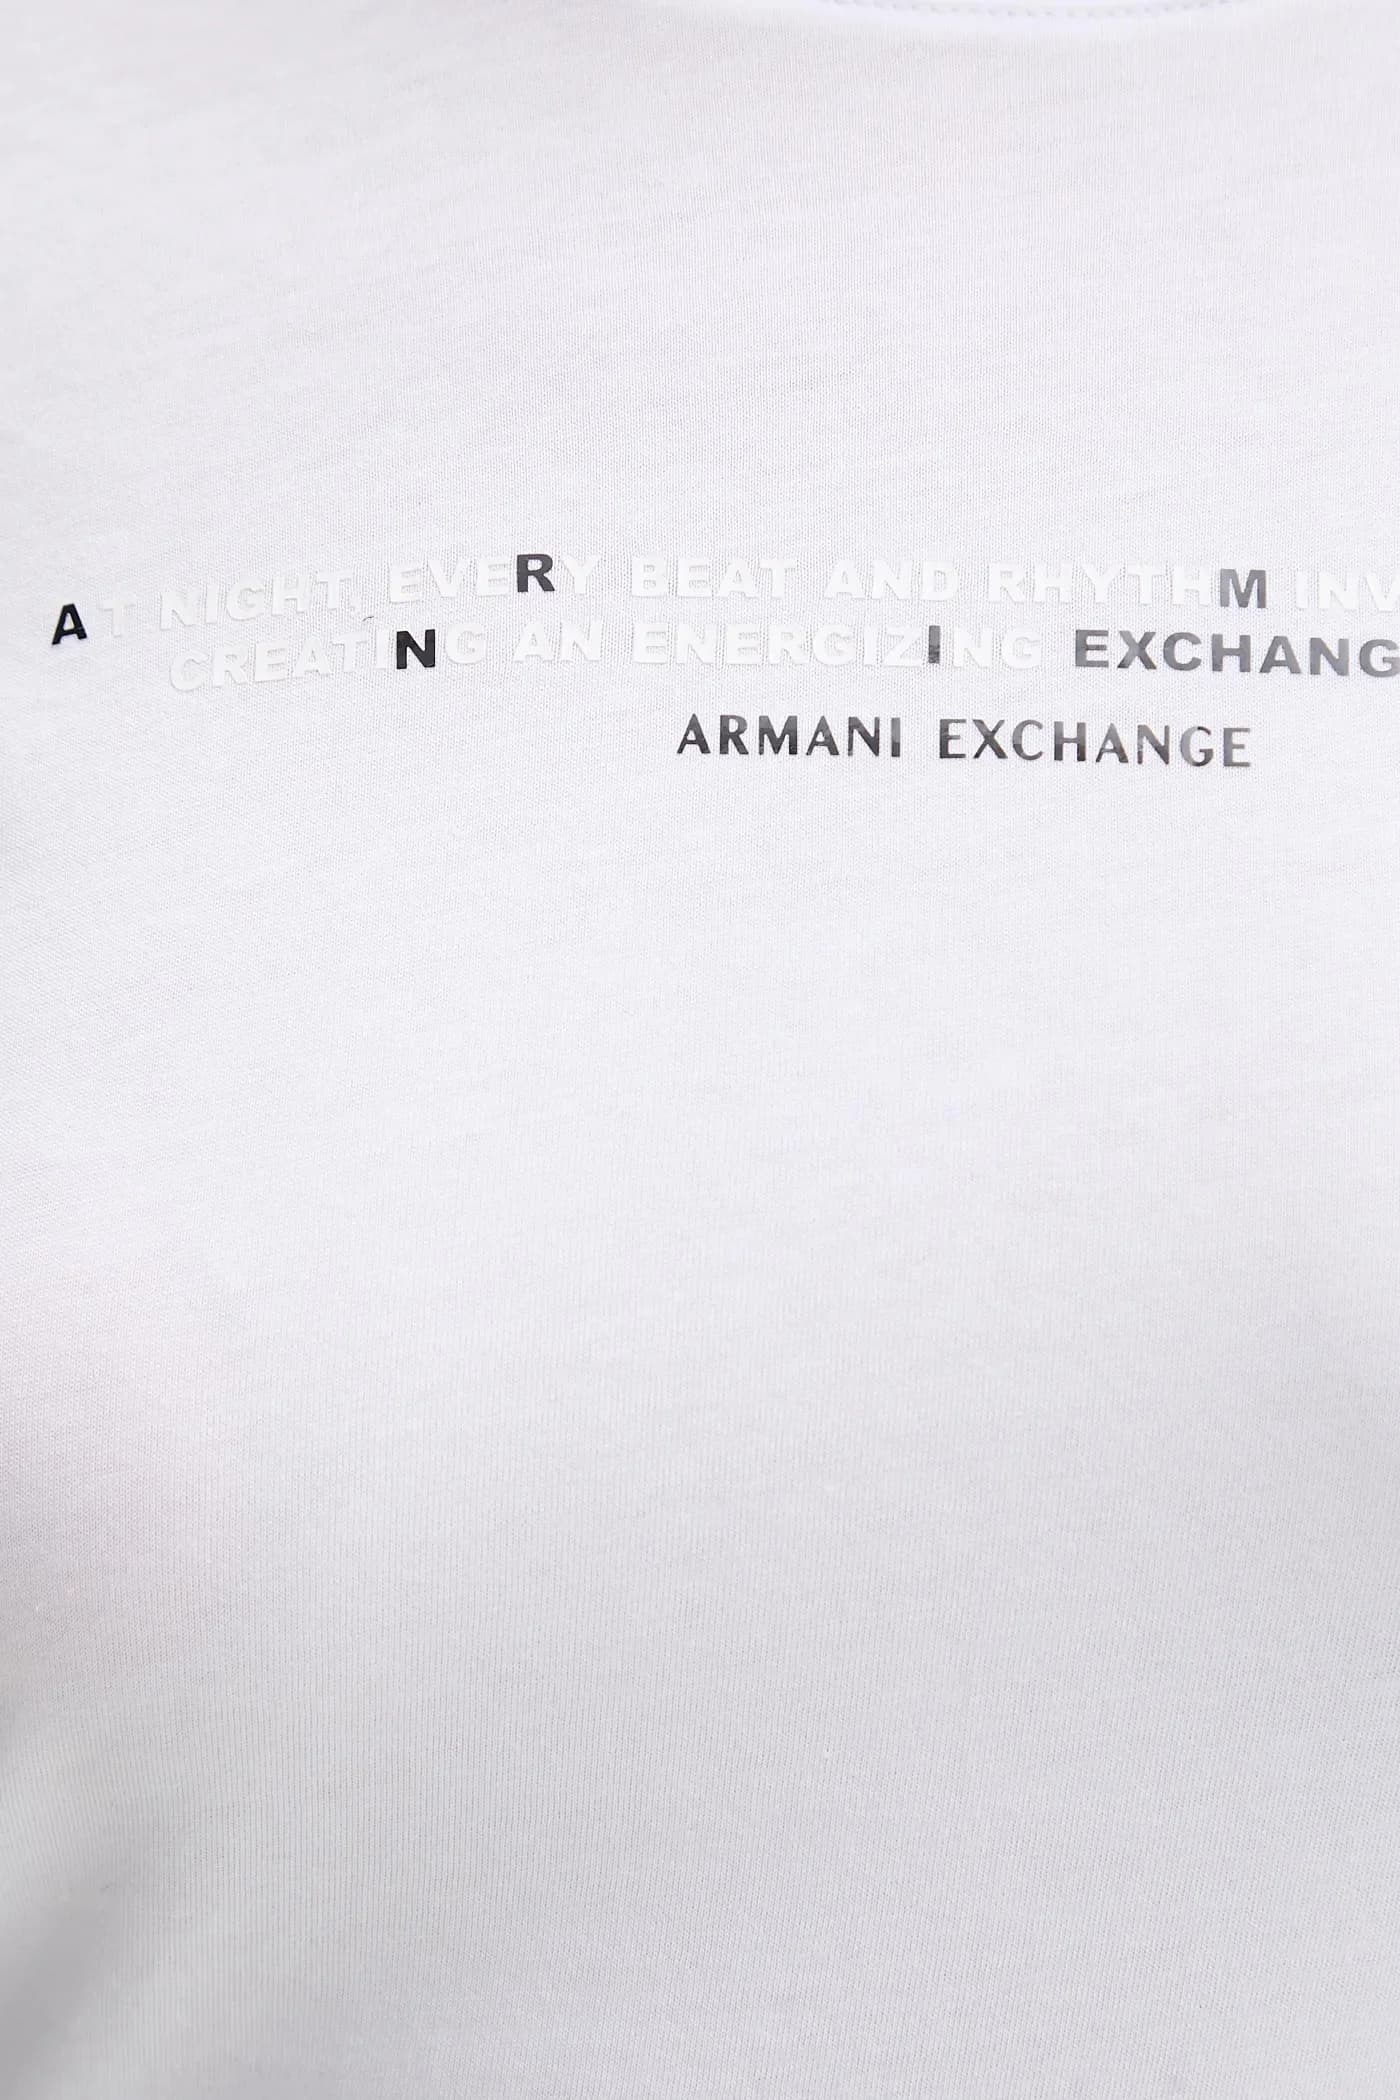 AT NIGHT, EVERY BEAT AND RHYTHM INV
CREATING AN ENERGIZING EXCHANG
ARMANI EXCHANGE